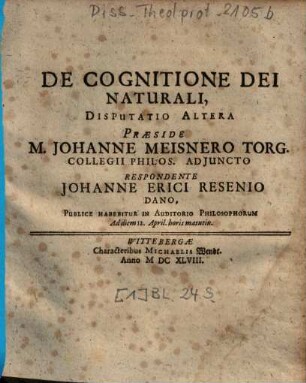 Diss. Theol. prot. 2105 b
DE COGNITIONE DEI
NATURALI,
DISPUTATIO ALTERA
PRÆSIDE
M. JOHANNE MEISNERO TORG.
COLLEGII PHILOS. ADJUNCTO
RESPONDENTE
JOHANNE ERICI RESENIO
DANO,
PUBLICE HABEBITUR IN AUDITORIO PHILOSOPHORUM
Ad diem 12. April. horis matutin.
WITTEBERGÆ
Characteribus MICHAELIS Wendt.
Anno M DC XLVIII.
[1] BL. 24 S.